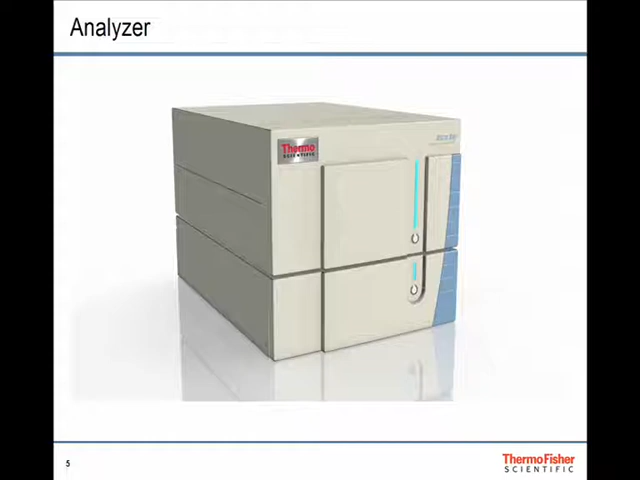 Analyzer
Thermo
SCIENTIFIC
5
ThermoFisher
SCIENTIFIC